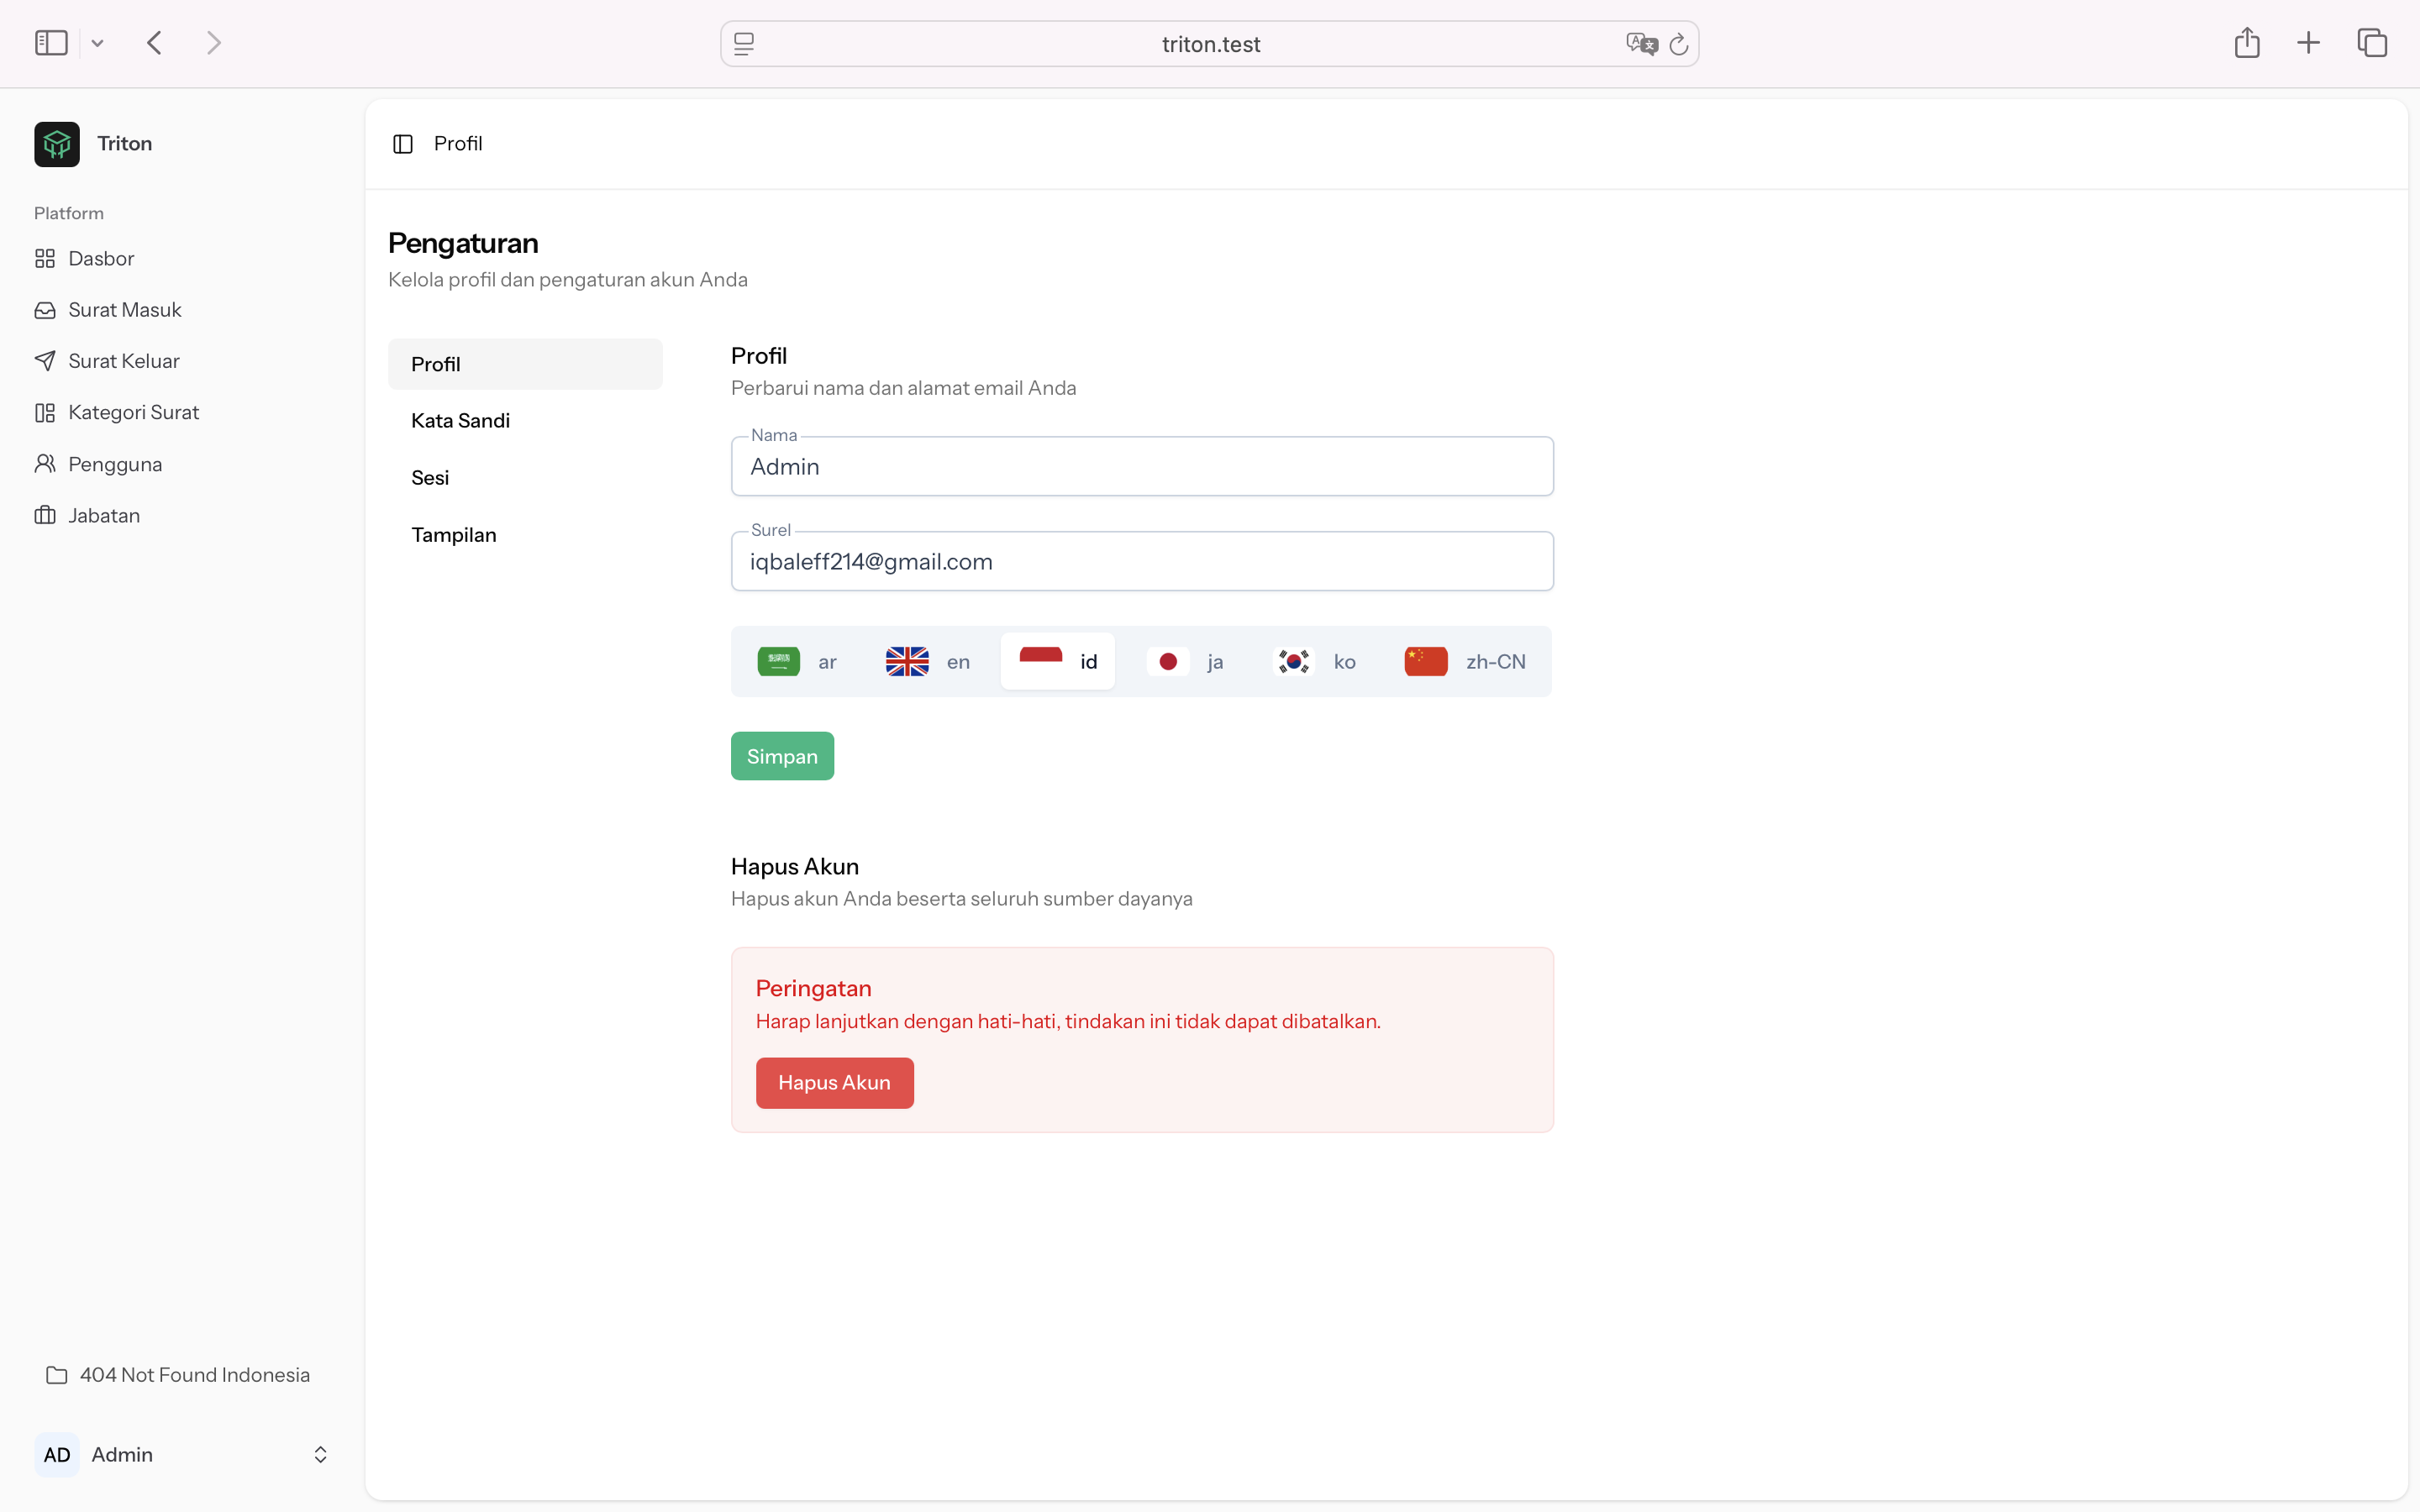 triton.test
Triton
Platform
Dasbor
Surat Masuk
Surat Keluar
Kategori Surat
Pengguna
Jabatan
404 Not Found Indonesia
AD Admin
Profil
Pengaturan
Kelola profil dan pengaturan akun Anda
Profil
Kata Sandi
Sesi
Tampilan
Profil
Perbarui nama dan alamat email Anda
Nama
Admin
Surel
iqbaleff214@gmail.com
ar en id ja ko zh-CN
Simpan
Hapus Akun
Hapus akun Anda beserta seluruh sumber dayanya
Peringatan
Harap lanjutkan dengan hati-hati, tindakan ini tidak dapat dibatalkan.
Hapus Akun